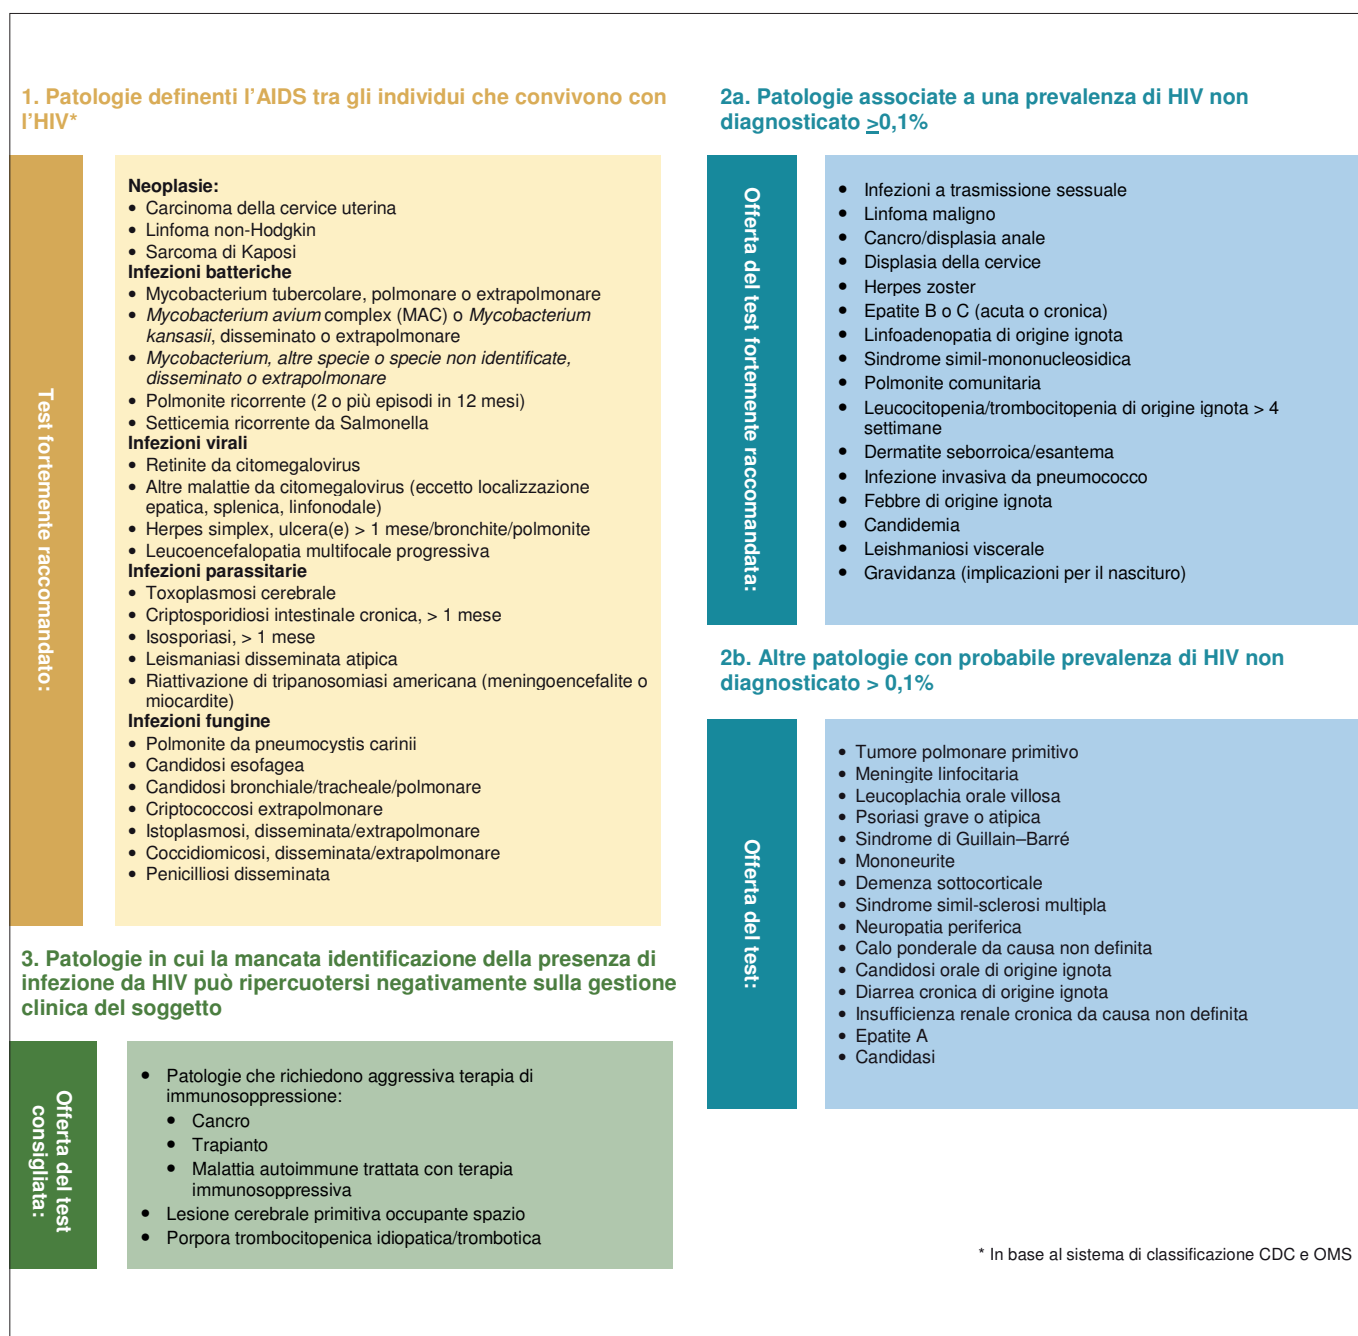 1. Patologie definenti l'AIDS tra gli individui che convivono con
l'HIV*
Test fortemente raccomandato:
Neoplasie:
• Carcinoma della cervice uterina
• Linfoma non-Hodgkin
• Sarcoma di Kaposi
Infezioni batteriche
• Mycobacterium tubercolare, polmonare o extrapolmonare
• Mycobacterium avium complex (MAC) o Mycobacterium
kansasii, disseminato o extrapolmonare
• Mycobacterium, altre specie o specie non identificate,
disseminato o extrapolmonare
• Polmonite ricorrente (2 o più episodi in 12 mesi)
• Setticemia ricorrente da Salmonella
Infezioni virali
• Retinite da citomegalovirus
• Altre malattie da citomegalovirus (eccetto localizzazione
epatica, splenica, linfonodale)
• Herpes simplex, ulcera(e) > 1 mese/bronchite/polmonite
• Leucoencefalopatia multifocale progressiva
Infezioni parassitarie
• Toxoplasmosi cerebrale
• Criptosporidiosi intestinale cronica, > 1 mese
• Isosporiasi, > 1 mese
• Leismaniasi disseminata atipica
• Riattivazione di tripanosomiasi americana (meningoencefalite o
miocardite)
Infezioni fungine
• Polmonite da pneumocystis carinii
• Candidosi esofagea
• Candidosi bronchiale/tracheale/polmonare
• Criptococcosi extrapolmonare
• Istoplasmosi, disseminata/extrapolmonare
• Coccidiomicosi, disseminata/extrapolmonare
• Penicilliosi disseminata
3. Patologie in cui la mancata identificazione della presenza di
infezione da HIV può ripercuotersi negativamente sulla gestione
clinica del soggetto
Offerta del test
consigliata:
• Patologie che richiedono aggressiva terapia di
immunosoppressione:
• Cancro
• Trapianto
• Malattia autoimmune trattata con terapia
immunosoppressiva
• Lesione cerebrale primitiva occupante spazio
• Porpora trombocitopenica idiopatica/trombotica
2a. Patologie associate a una prevalenza di HIV non
diagnosticato ≥0,1%
Offerta del test fortemente raccomandata:
• Infezioni a trasmissione sessuale
• Linfoma maligno
• Cancro/displasia anale
• Displasia della cervice
• Herpes zoster
• Epatite B o C (acuta o cronica)
• Linfoadenopatia di origine ignota
• Sindrome simil-mononucleosidica
• Polmonite comunitaria
• Leucocitopenia/trombocitopenia di origine ignota > 4
settimane
• Dermatite seborroica/esantema
• Infezione invasiva da pneumococco
• Febbre di origine ignota
• Candidemia
• Leishmaniosi viscerale
• Gravidanza (implicazioni per il nascituro)
2b. Altre patologie con probabile prevalenza di HIV non
diagnosticato > 0,1%
Offerta del test:
• Tumore polmonare primitivo
• Meningite linfocitaria
• Leucoplachia orale villosa
• Psoriasi grave o atipica
• Sindrome di Guillain–Barré
• Mononeurite
• Demenza sottocorticale
• Sindrome simil-sclerosi multipla
• Neuropatia periferica
• Calo ponderale da causa non definita
• Candidosi orale di origine ignota
• Diarrea cronica di origine ignota
• Insufficienza renale cronica da causa non definita
• Epatite A
• Candidasi
* In base al sistema di classificazione CDC e OMS